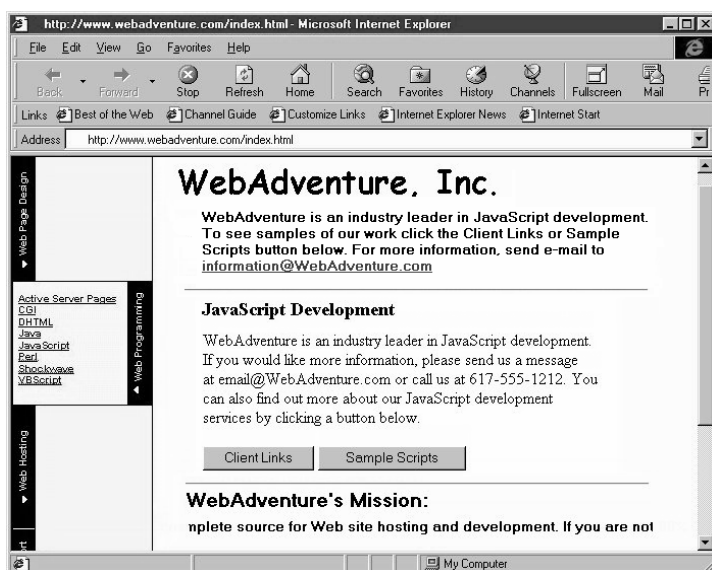 http://www.webadventure.com/index.html - Microsoft Internet Explorer
File Edit View Go Favorites Help
Back Forward Stop Refresh Home Search Favorites History Channels Fullscreen Mail Pr
Links Best of the Web Channel Guide Customize Links Internet Explorer News Internet Start
Address http://www.webadventure.com/index.html
Web Page Design
Active Server Pages
CGI
DHTML
Java
JavaScript
Perl
Shockwave
VBScript
Web Programming
Web Hosting
rt
WebAdventure, Inc.
WebAdventure is an industry leader in JavaScript development.
To see samples of our work click the Client Links or Sample
Scripts button below. For more information, send e-mail to
information@WebAdventure.com
JavaScript Development
WebAdventure is an industry leader in JavaScript development.
If you would like more information, please send us a message
at email@WebAdventure.com or call us at 617-555-1212. You
can also find out more about our JavaScript development
services by clicking a button below.
Client Links Sample Scripts
WebAdventure's Mission:
nplete source for Web site hosting and development. If you are not
My Computer